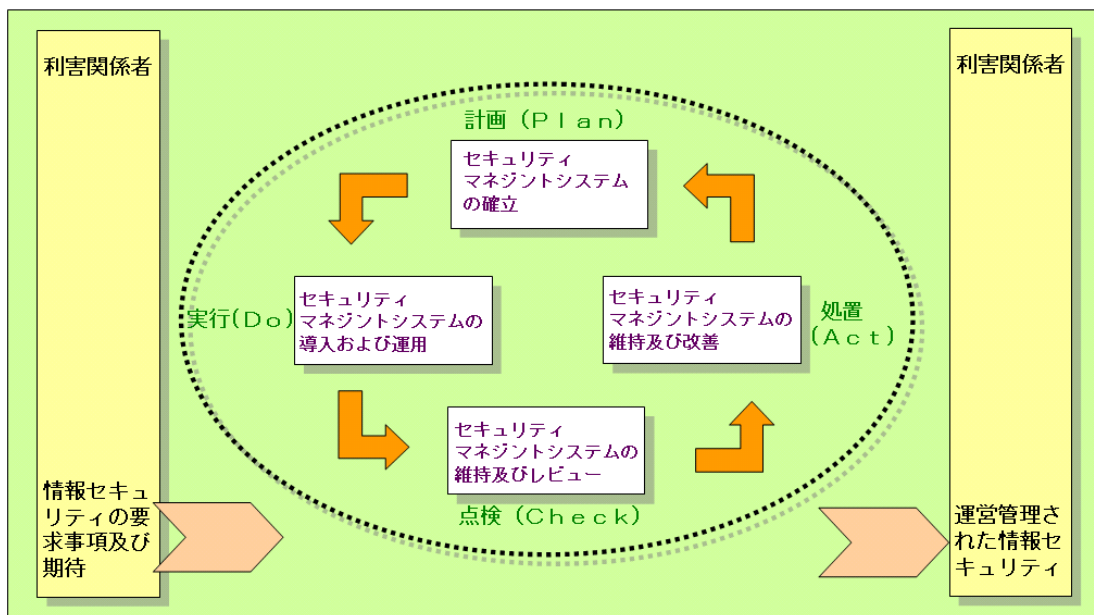 利害関係者
情報セキュ
リティの要
求事項及び
期待
計画（Ｐｌａｎ）
セキュリティ
マネジントシステム
の確立
実行(Ｄｏ)
セキュリティ
マネジントシステムの
導入および運用
セキュリティ
マネジントシステムの
維持及び改善
処置
(Ａｃｔ)
セキュリティ
マネジントシステムの
維持及びレビュー
点検（Ｃｈｅｃｋ）
利害関係者
運営管理さ
れた情報セ
キュリティ